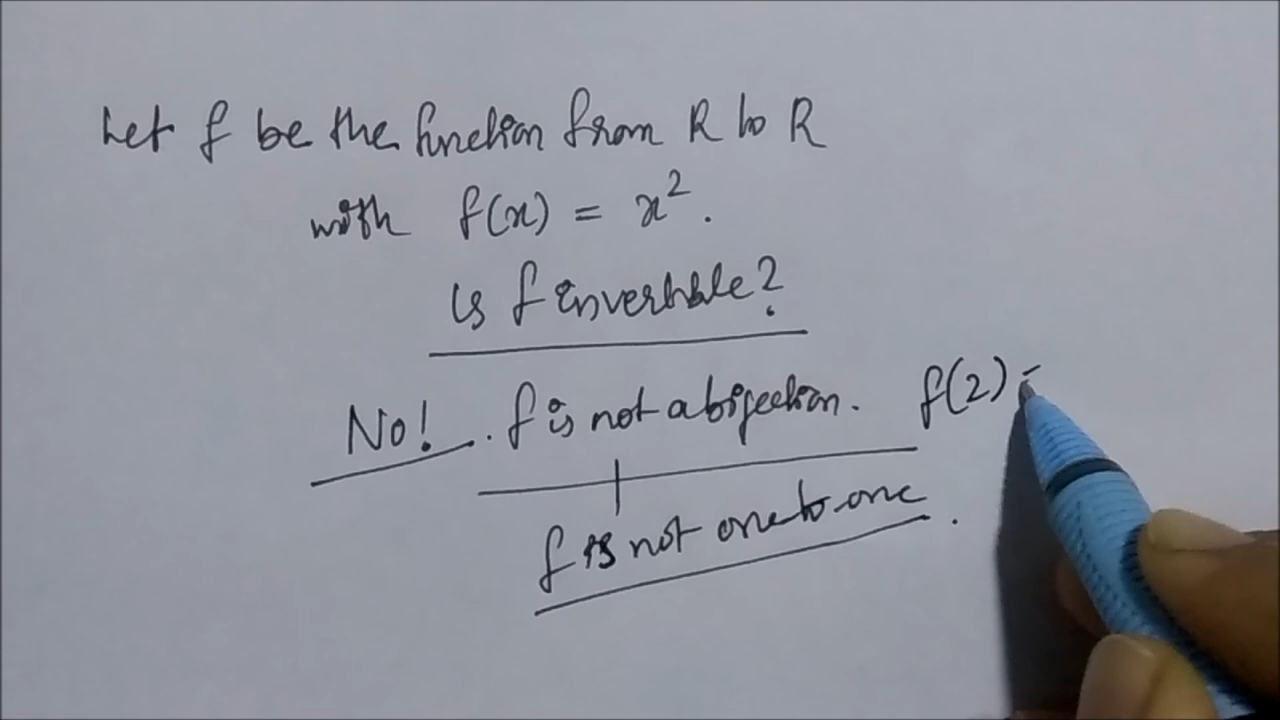 Let f be the function from R to R
with f(x) = x².
Is f invertible?
No! . f is not a bijection. f(2) =
f is not one to one .